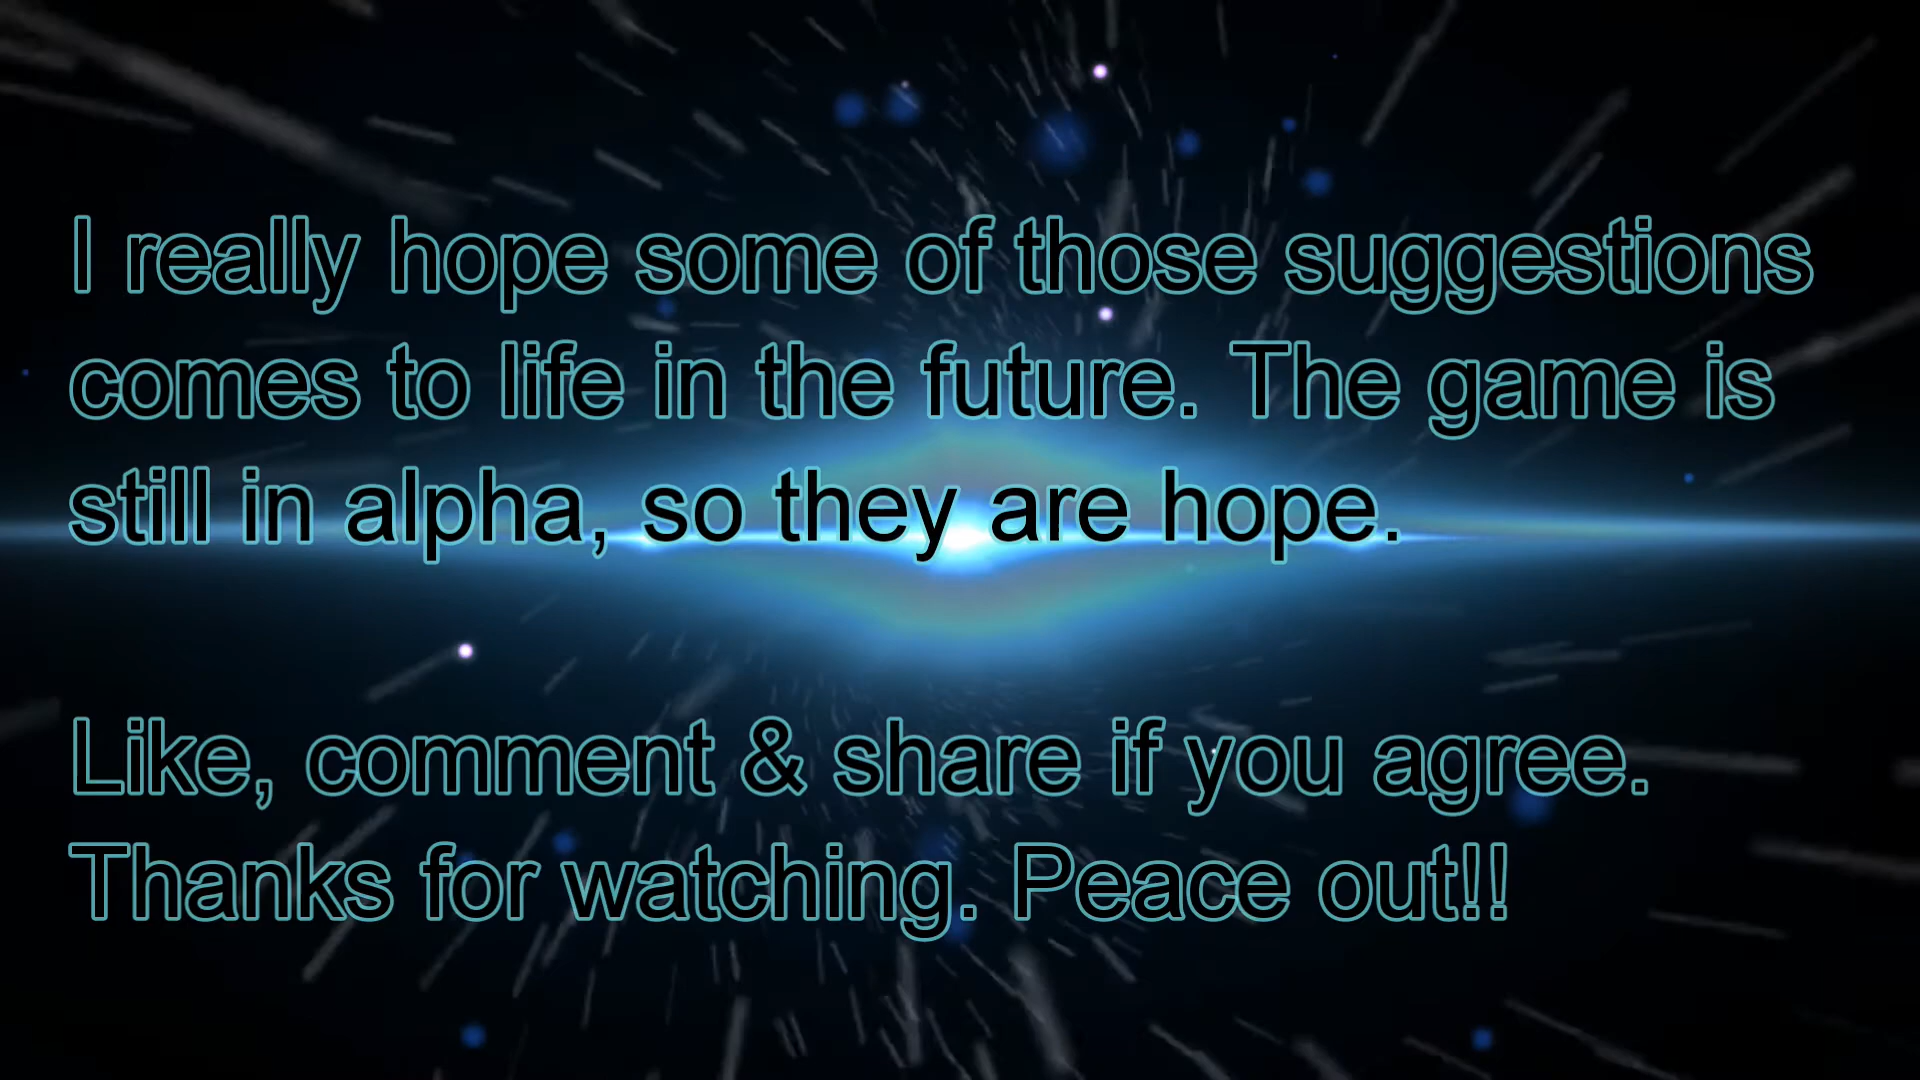 I really hope some of those suggestions
comes to life in the future. The game is
still in alpha, so they are hope.
Like, comment & share if you agree.
Thanks for watching. Peace out!!